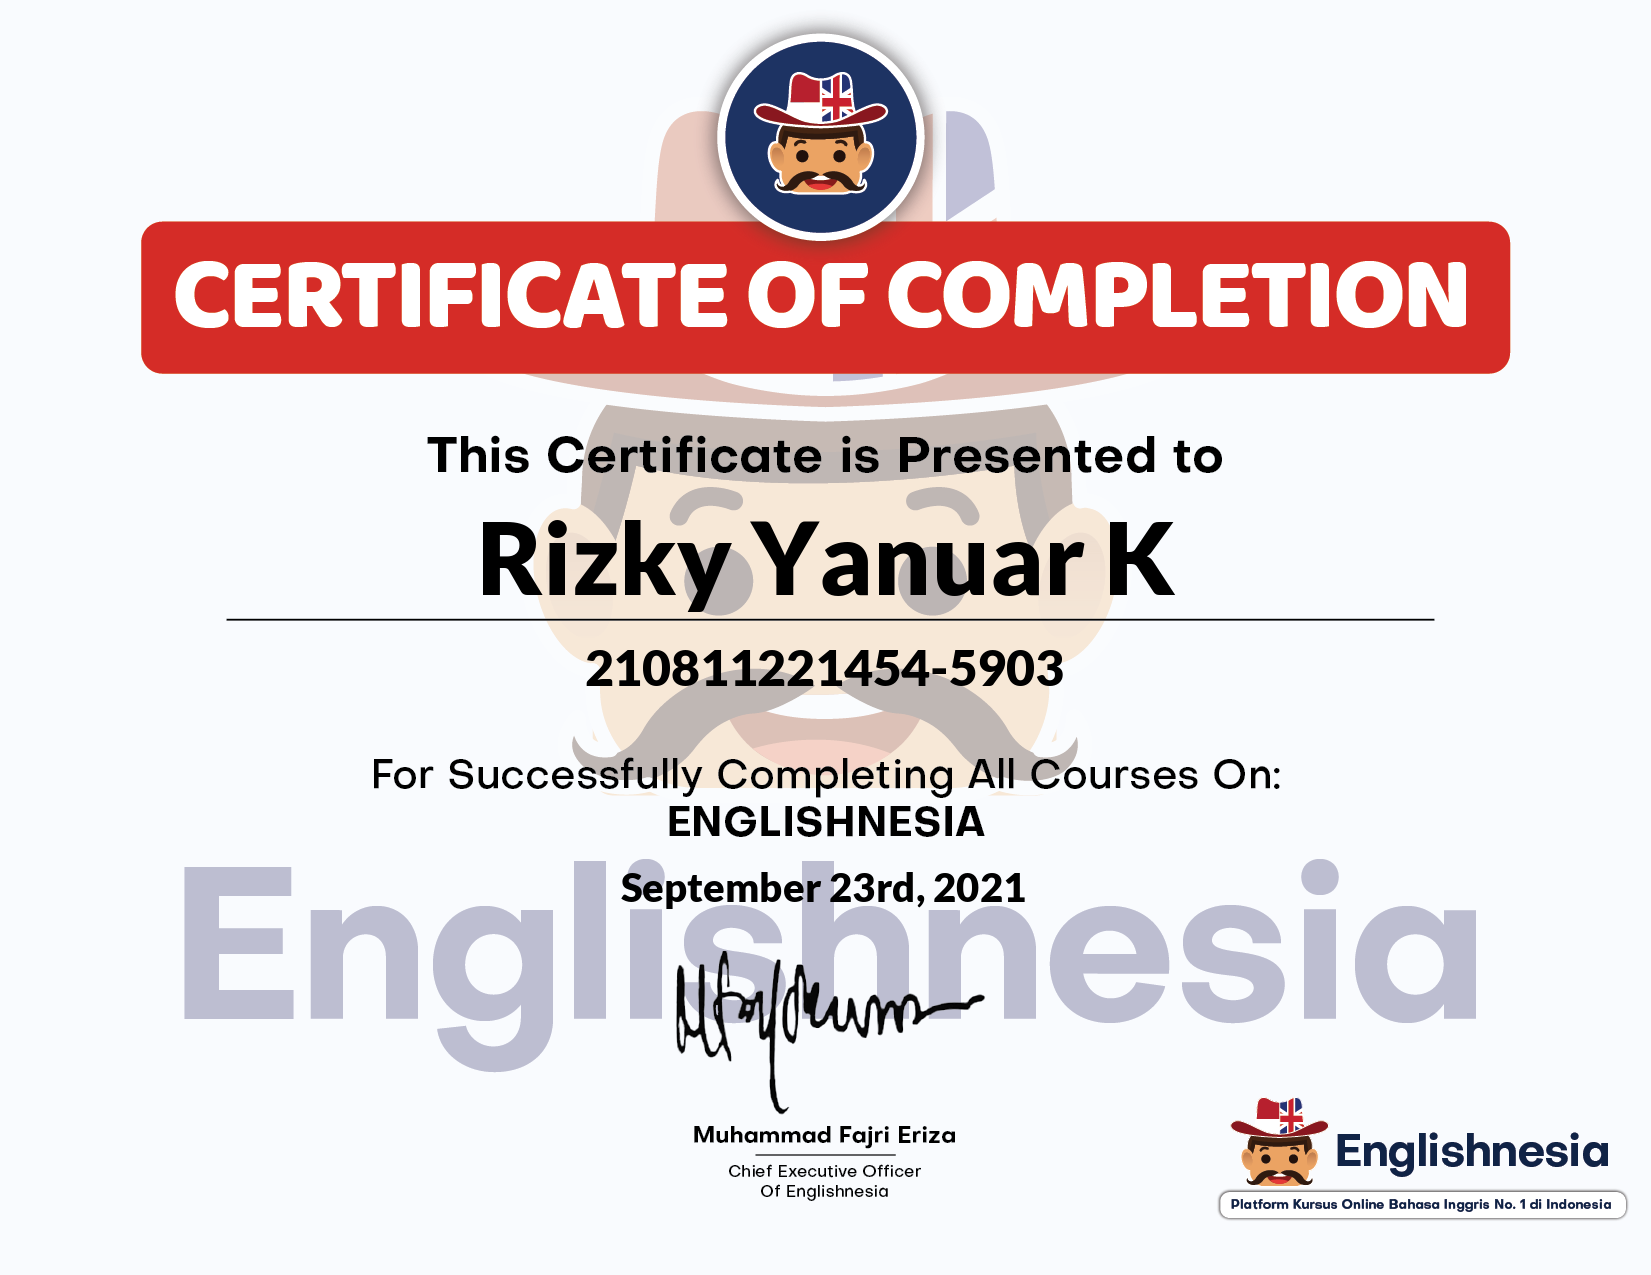 CERTIFICATE OF COMPLETION
This Certificate is Presented to
Rizky Yanuar K
210811221454-5903
For Successfully Completing All Courses On:
ENGLISHNESIA
September 23rd, 2021
Englishnesia
Muhammad Fajri Eriza
Chief Executive Officer
Of Englishnesia
Englishnesia
Platform Kursus Online Bahasa Inggris No. 1 di Indonesia